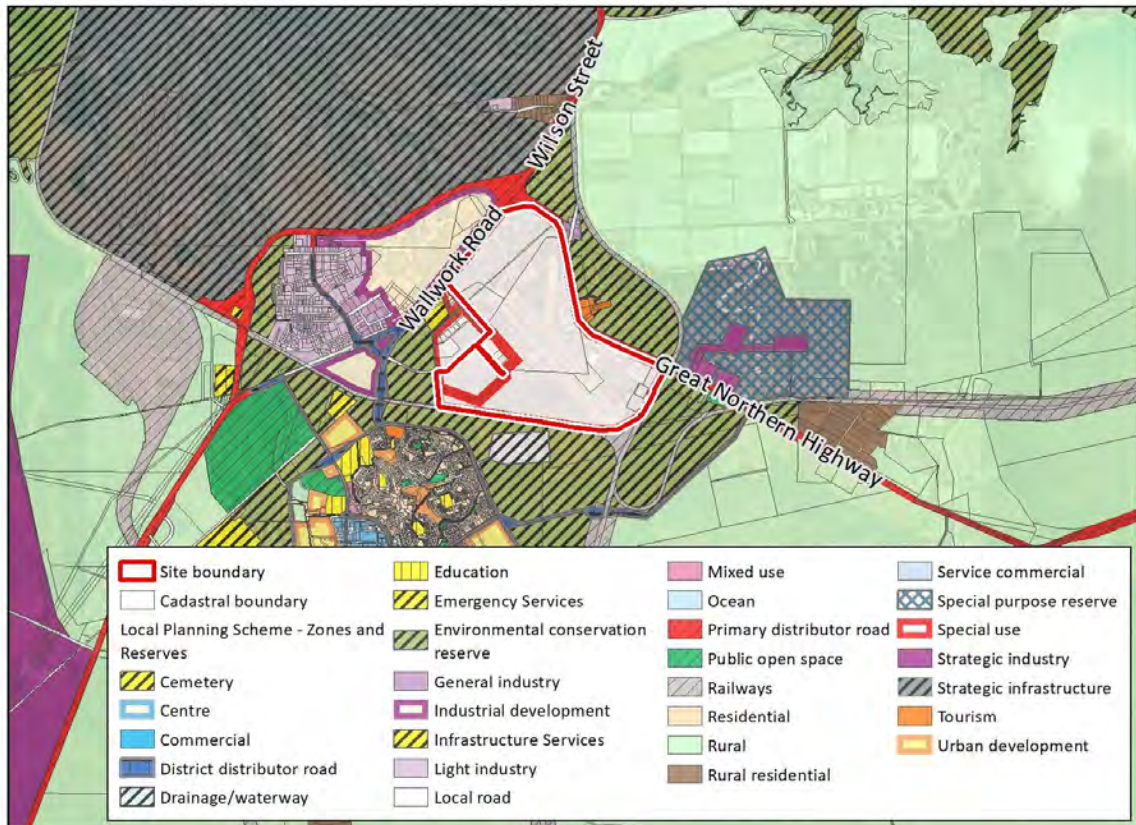 Wilson Street
Wallwork Road
Great Northern Highway
Site boundary
Cadastral boundary
Local Planning Scheme - Zones and
Reserves
Cemetery
Centre
Commercial
District distributor road
Drainage/waterway
Education
Emergency Services
Environmental conservation
reserve
General industry
Industrial development
Infrastructure Services
Light industry
Local road
Mixed use
Ocean
Primary distributor road
Public open space
Railways
Residential
Rural
Rural residential
Service commercial
Special purpose reserve
Special use
Strategic industry
Strategic infrastructure
Tourism
Urban development